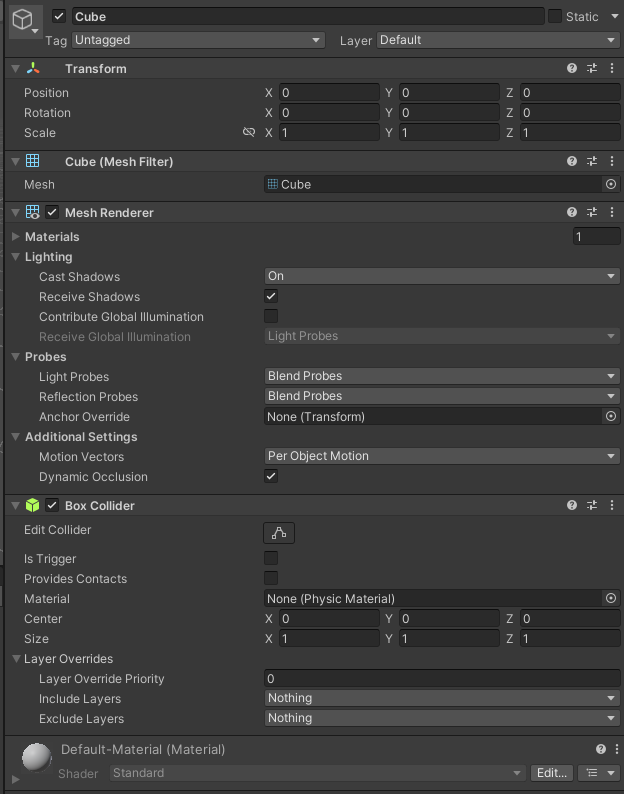 Cube Static
Tag Untagged Layer Default
Transform
Position X 0 Y 0 Z 0
Rotation X 0 Y 0 Z 0
Scale X 1 Y 1 Z 1
Cube (Mesh Filter)
Mesh Cube
Mesh Renderer
Materials 1
Lighting
Cast Shadows On
Receive Shadows
Contribute Global Illumination
Receive Global Illumination Light Probes
Probes
Light Probes Blend Probes
Reflection Probes Blend Probes
Anchor Override None (Transform)
Additional Settings
Motion Vectors Per Object Motion
Dynamic Occlusion
Box Collider
Edit Collider
Is Trigger
Provides Contacts
Material None (Physic Material)
Center X 0 Y 0 Z 0
Size X 1 Y 1 Z 1
Layer Overrides
Layer Override Priority 0
Include Layers Nothing
Exclude Layers Nothing
Default-Material (Material)
Shader Standard Edit...